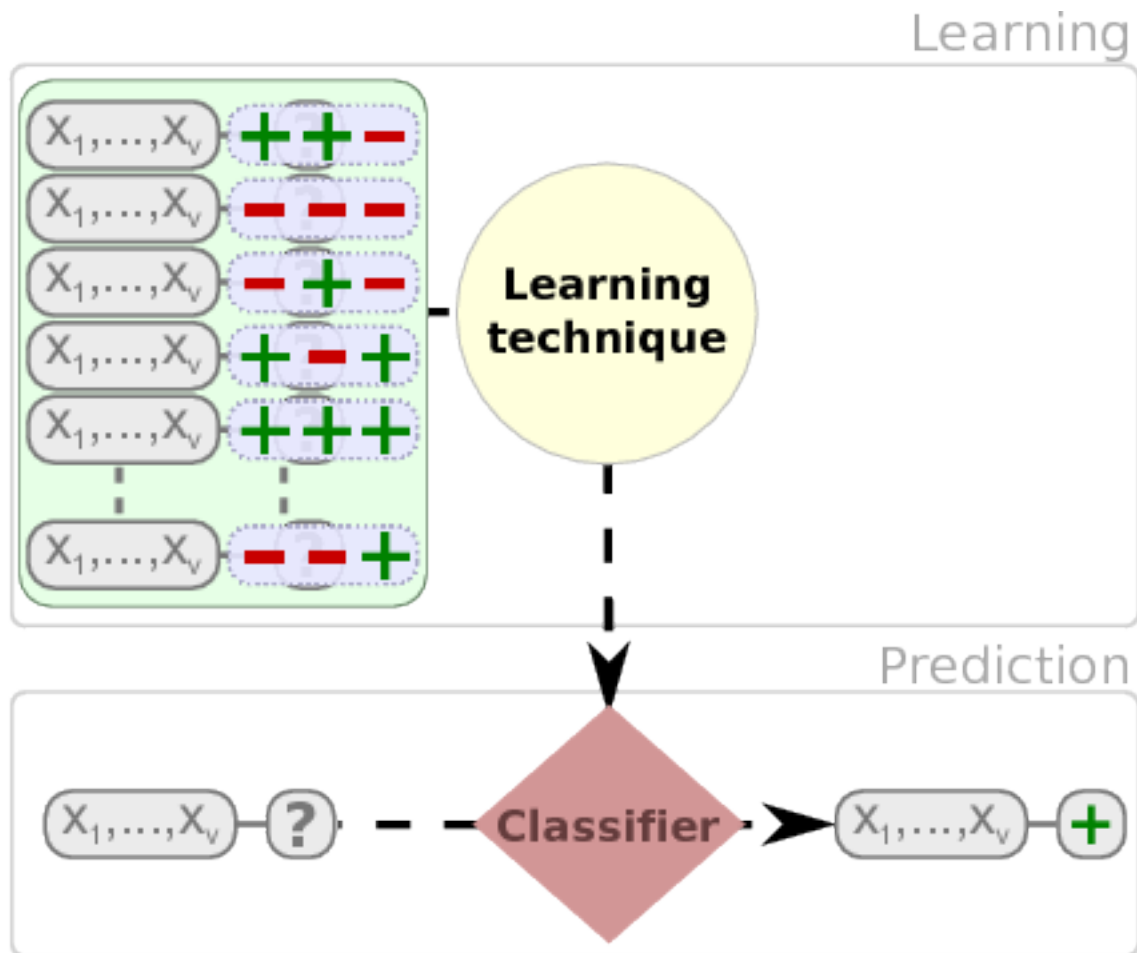 Learning
X₁,...,Xᵥ ? + + -
X₁,...,Xᵥ ? - - -
X₁,...,Xᵥ ? - + -
X₁,...,Xᵥ ? + - +
X₁,...,Xᵥ ? + + +
X₁,...,Xᵥ ? - - +
Learning
technique
Prediction
X₁,...,Xᵥ ? Classifier X₁,...,Xᵥ +